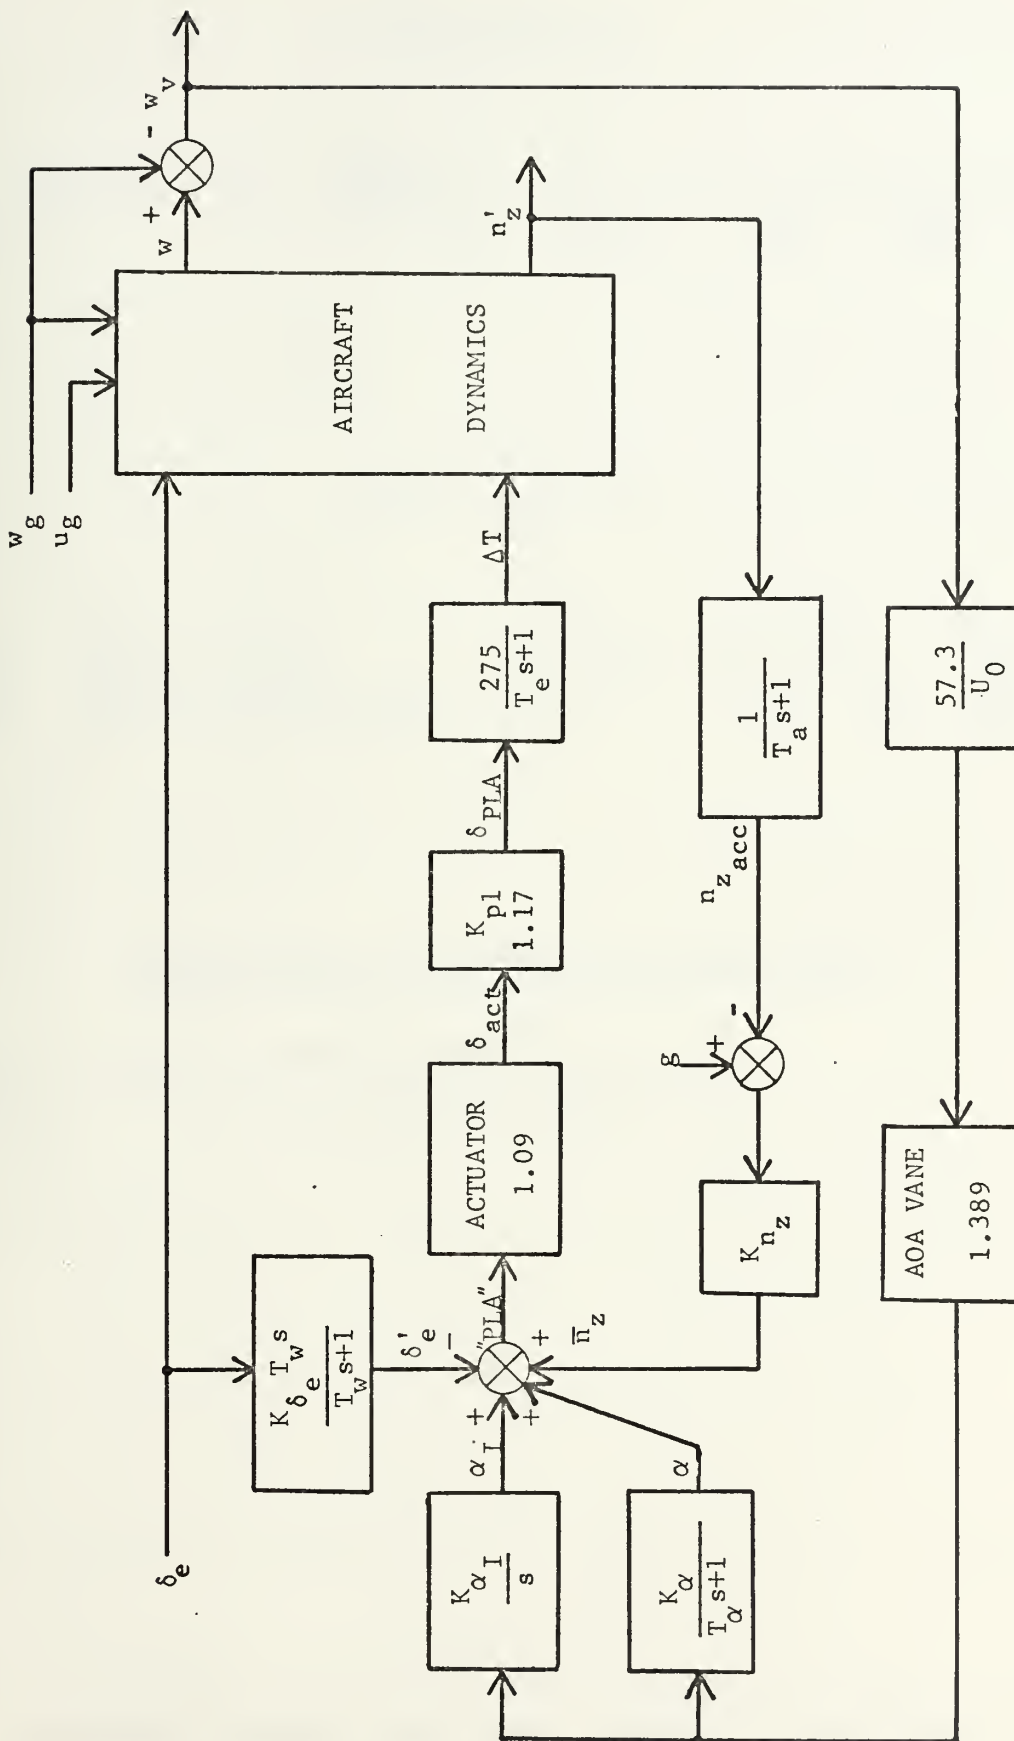 w_g
u_g
δ_e
K_δ_e T_w s
T_w s+1
δ'_e
-
α_I
+
+
"PLA"
+
n̄_z
α
K_α_I
s
K_α
T_α s+1
ACTUATOR
1.09
δ_act
K_pl
1.17
δ_PLA
275
T_e s+1
ΔT
AIRCRAFT
DYNAMICS
w
+
-
w_v
n'_z
1
T_a s+1
n_z_acc
-
+
g
K_n_z
57.3
U_0
AOA VANE
1.389